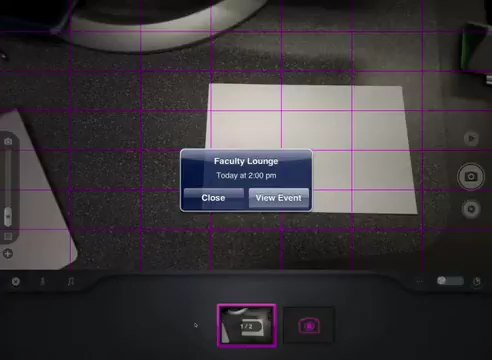 Faculty Lounge
Today at 2:00 pm
Close
View Event
1 / 2